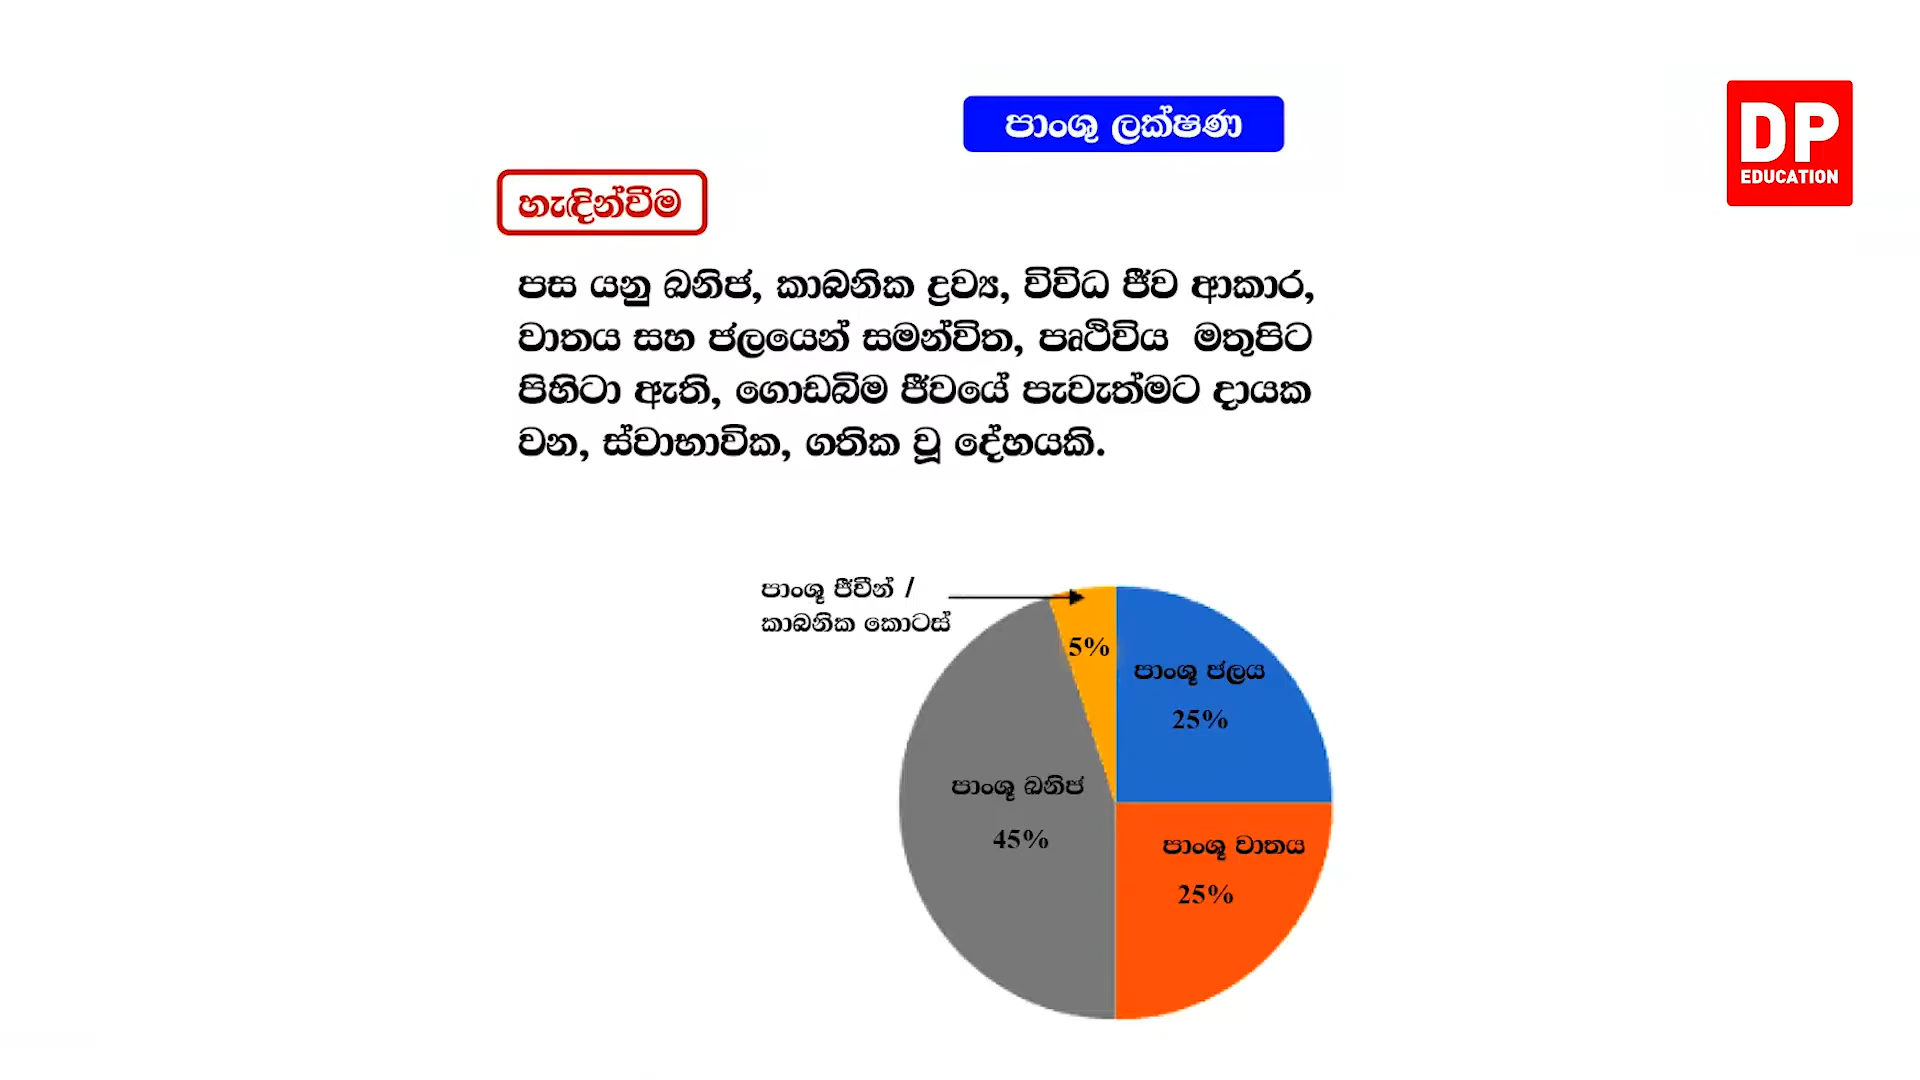 පාංශු ලක්ෂණ
DP
EDUCATION
හැඳින්වීම
පස යනු ඛනිජ, කාබනික ද්‍රව්‍ය, විවිධ ජීව ආකාර,
වාතය සහ ජලයෙන් සමන්විත, පෘථිවිය මතුපිට
පිහිටා ඇති, ගොඩබිම ජීවයේ පැවැත්මට දායක
වන, ස්වාභාවික, ගතික වූ දේහයකි.
පාංශූ ජීවීන් /
කාබනික කොටස්
5%
පාංශූ ජලය
25%
පාංශූ ඛනිජ
45%
පාංශූ වාතය
25%